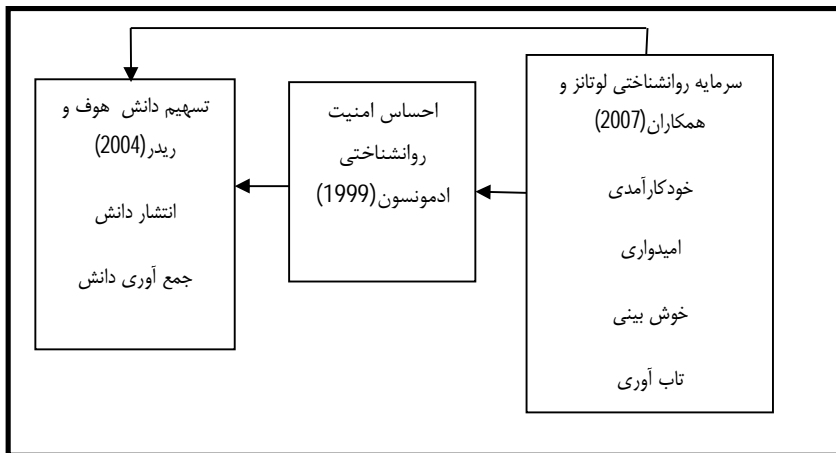 سرمایه روانشناختی لوتانز و
همکاران(2007)
خودکارآمدی
امیدواری
خوش بینی
تاب آوری
احساس امنیت
روانشناختی
ادمونسون(1999)
تسهیم دانش هوف و
ریدر(2004)
انتشار دانش
جمع آوری دانش